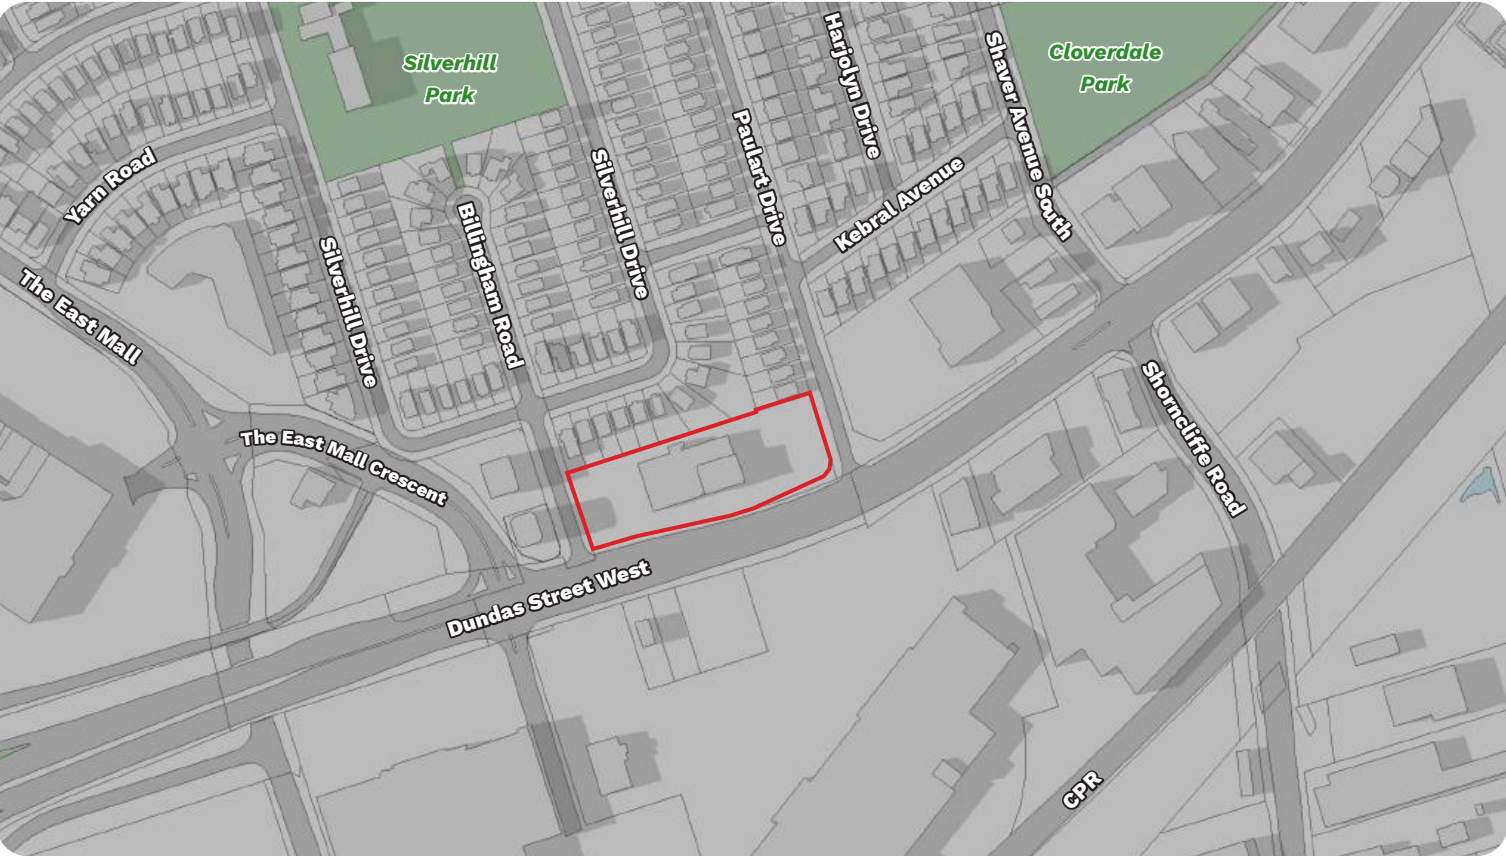 Silverhill
Park
Cloverdale
Park
Harjolyn Drive
Shaver Avenue South
Paulart Drive
Yarn Road
Silverhill Drive
Kebral Avenue
Billingham Road
Silverhill Drive
The East Mall
Shorncliffe Road
The East Mall Crescent
Dundas Street West
CPR